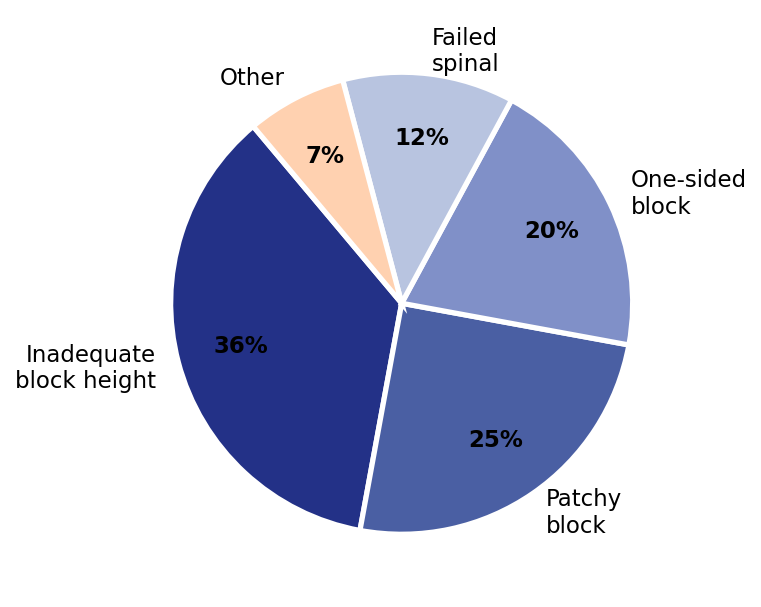 Failed
spinal
Other
12%
7%
One-sided
block
20%
Inadequate
block height
36%
25%
Patchy
block